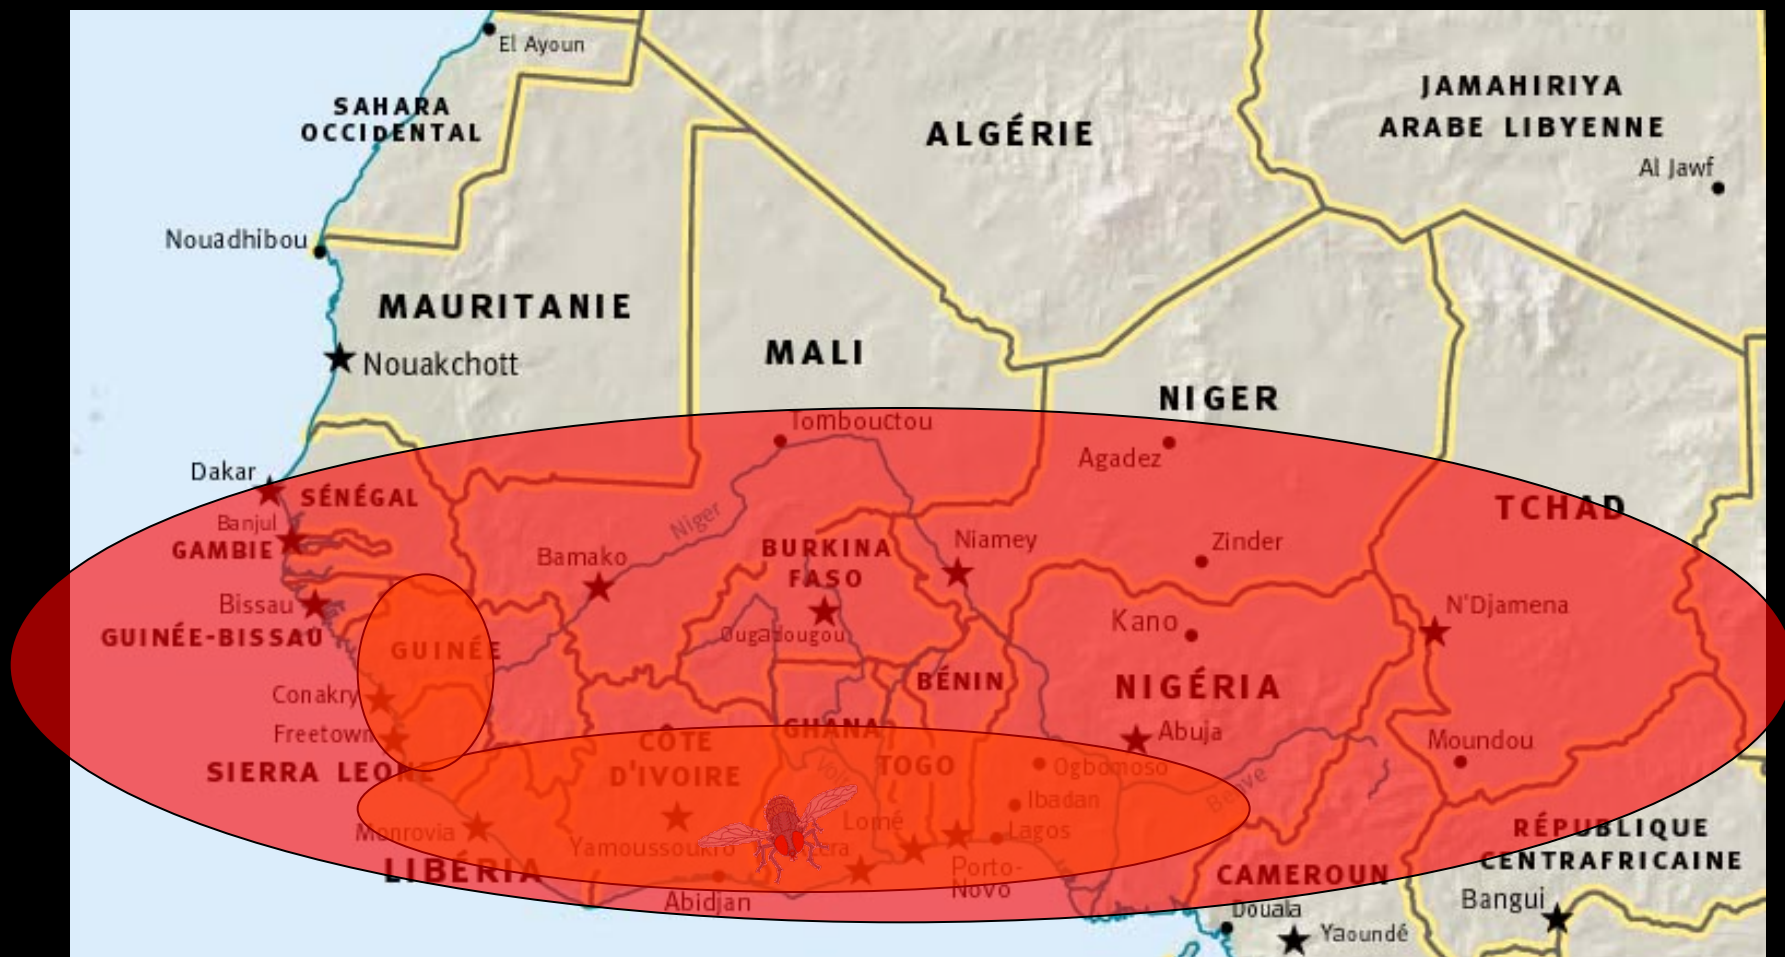 El Ayoun
SAHARA
OCCIDENTAL
ALGÉRIE
JAMAHIRIYA
ARABE LIBYENNE
Al Jawf
Nouadhibou
MAURITANIE
Nouakchott
MALI
NIGER
Tombouctou
Agadez
Dakar
SÉNÉGAL
TCHAD
Banjul
GAMBIE
Niger
Bamako
BURKINA
FASO
Niamey
Zinder
Bissau
GUINÉE-BISSAU
Ougadougou
Kano
N'Djamena
GUINÉE
BÉNIN
NIGÉRIA
Conakry
Freetown
CÔTE
D'IVOIRE
GHANA
Abuja
Moundou
SIERRA LEONE
TOGO
Ogbomoso
Ibadan
Lagos
Monrovia
Yamoussoukro
Lomé
LIBÉRIA
Porto-
Novo
Abidjan
RÉPUBLIQUE
CENTRAFRICAINE
CAMEROUN
Bangui
Douala
Yaoundé